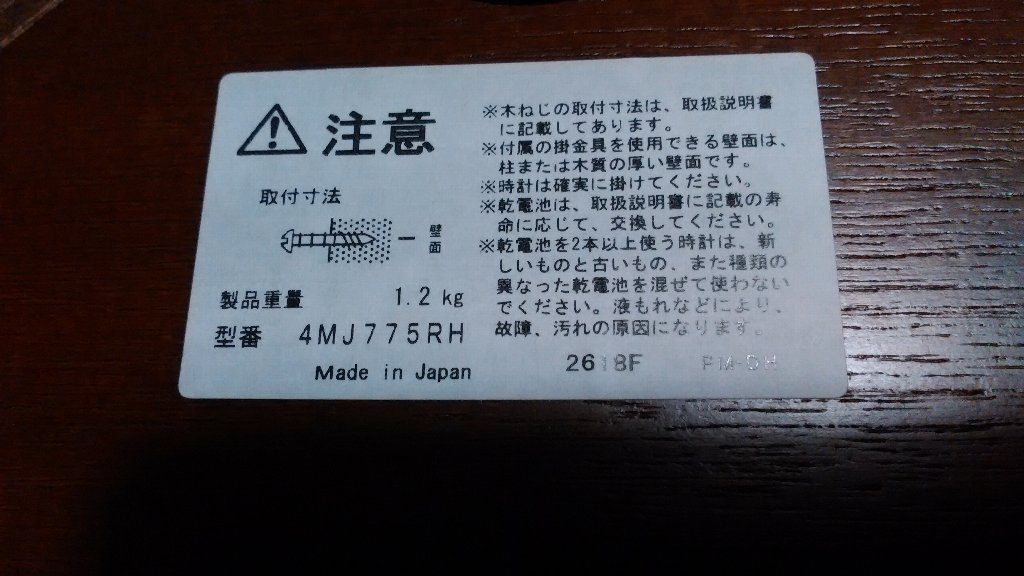 注意
取付寸法
壁面
製品重量 1.2kg
型番 4MJ775RH
Made in Japan
※木ねじの取付寸法は、取扱説明書
に記載してあります。
※付属の掛金具を使用できる壁面は、
柱または木質の厚い壁面です。
※時計は確実に掛けてください。
※乾電池は、取扱説明書に記載の寿
命に応じて、交換してください。
※乾電池を2本以上使う時計は、新
しいものと古いもの、また種類の
異なった乾電池を混ぜて使わない
でください。液もれなどにより、
故障、汚れの原因になります。